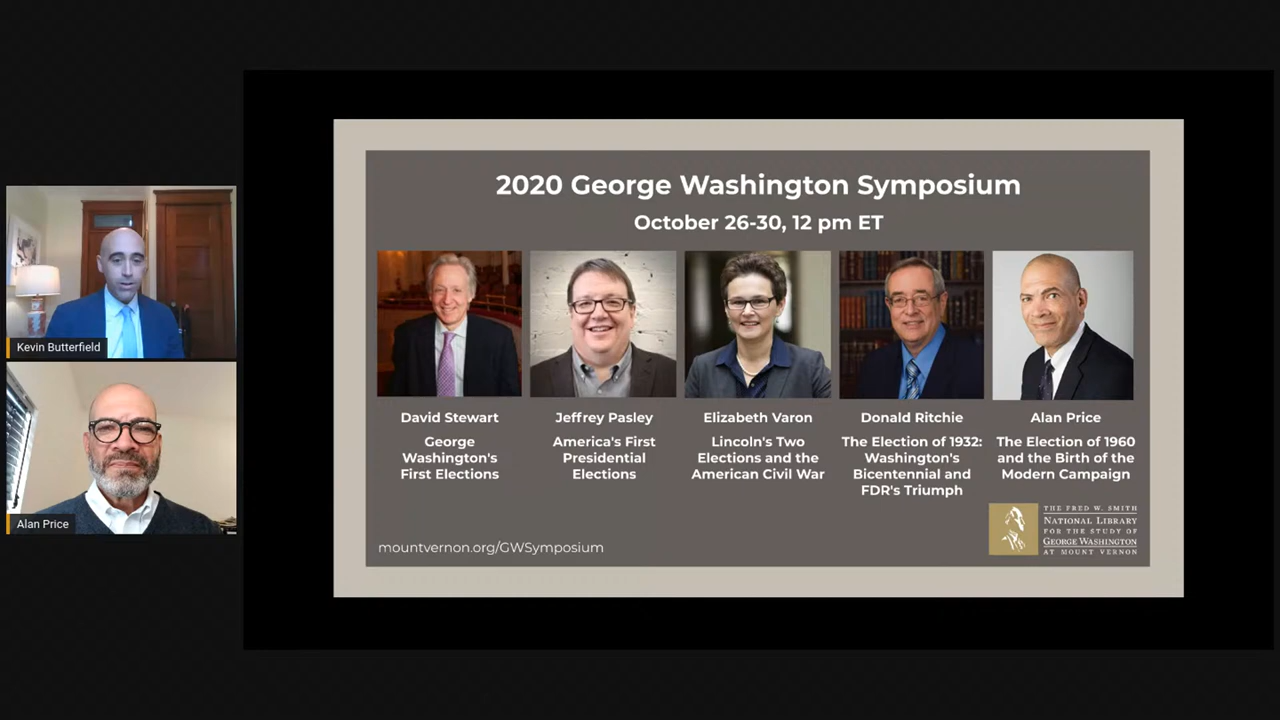 Kevin Butterfield
Alan Price
2020 George Washington Symposium
October 26-30, 12 pm ET
David Stewart
George
Washington's
First Elections
Jeffrey Pasley
America's First
Presidential
Elections
Elizabeth Varon
Lincoln's Two
Elections and the
American Civil War
Donald Ritchie
The Election of 1932:
Washington's
Bicentennial and
FDR's Triumph
Alan Price
The Election of 1960
and the Birth of the
Modern Campaign
mountvernon.org/GWSymposium
THE FRED W. SMITH
NATIONAL LIBRARY
FOR THE STUDY OF
GEORGE WASHINGTON
AT MOUNT VERNON